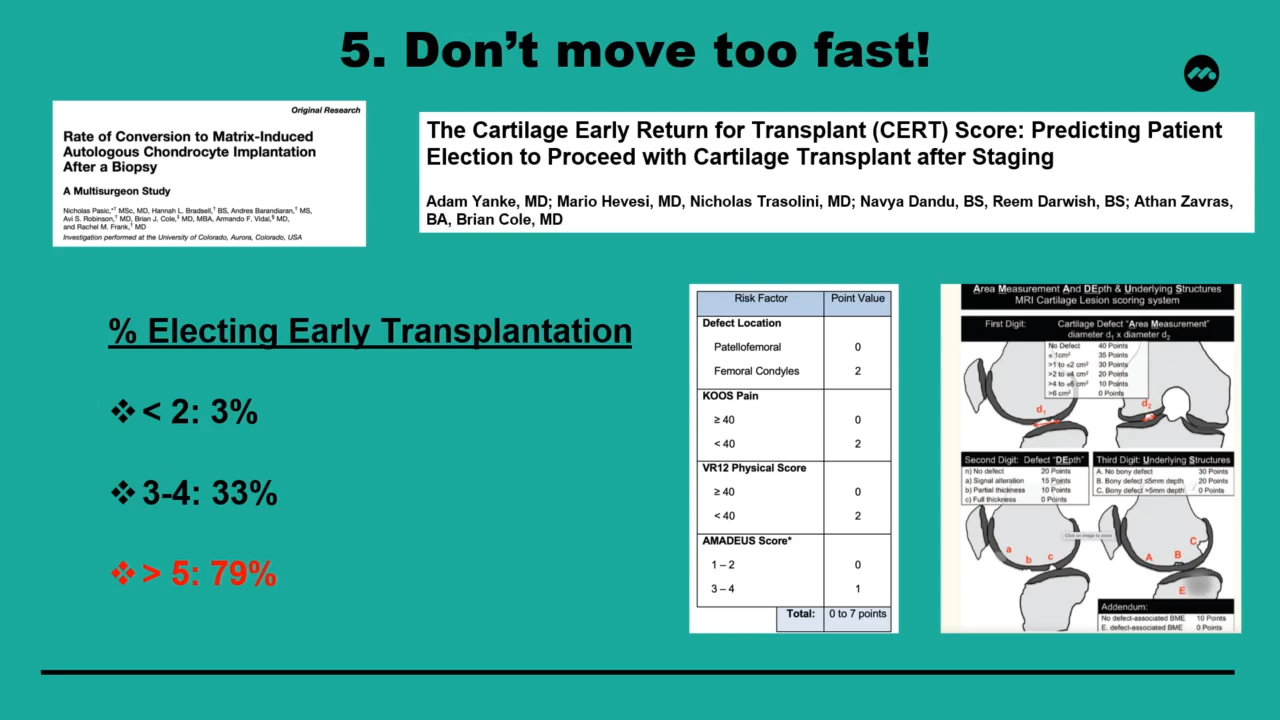 5. Don’t move too fast!
Original Research
Rate of Conversion to Matrix-Induced
Autologous Chondrocyte Implantation
After a Biopsy
A Multisurgeon Study
Nicholas Pasic,*† MSc, MD, Hannah L. Bradsell,† BS, Andres Barandiaran,† MS,
Avi S. Robinson,† MD, Brian J. Cole,‡ MD, MBA, Armando F. Vidal,§ MD,
and Rachel M. Frank,† MD
Investigation performed at the University of Colorado, Aurora, Colorado, USA
The Cartilage Early Return for Transplant (CERT) Score: Predicting Patient
Election to Proceed with Cartilage Transplant after Staging
Adam Yanke, MD; Mario Hevesi, MD, Nicholas Trasolini, MD; Navya Dandu, BS, Reem Darwish, BS; Athan Zavras,
BA, Brian Cole, MD
% Electing Early Transplantation
❖ < 2: 3%
❖ 3-4: 33%
❖ > 5: 79%
Risk Factor Point Value
Defect Location
Patellofemoral 0
Femoral Condyles 2
KOOS Pain
≥ 40 0
< 40 2
VR12 Physical Score
≥ 40 0
< 40 2
AMADEUS Score*
1 – 2 0
3 – 4 1
Total: 0 to 7 points
Area Measurement And DEpth & Underlying Structures
MRI Cartilage Lesion scoring system
First Digit: Cartilage Defect "Area Measurement"
diameter d1 x diameter d2
No Defect 40 Points
≤ 1cm² 35 Points
>1 to ≤2 cm² 30 Points
>2 to ≤4 cm² 20 Points
>4 to ≤6 cm² 10 Points
>6 cm² 0 Points
d1
d2
Second Digit: Defect "DEpth"
n) No defect 20 Points
a) Signal alteration 15 Points
b) Partial thickness 10 Points
c) Full thickness 0 Points
Third Digit: Underlying Structures
A. No bony defect 30 Points
B. Bony defect ≤5mm depth 20 Points
C. Bony defect >5mm depth 0 Points
Click on image to zoom
a
b
c
A
B
C
E
Addendum:
No defect-associated BME 10 Points
E. defect-associated BME 0 Points